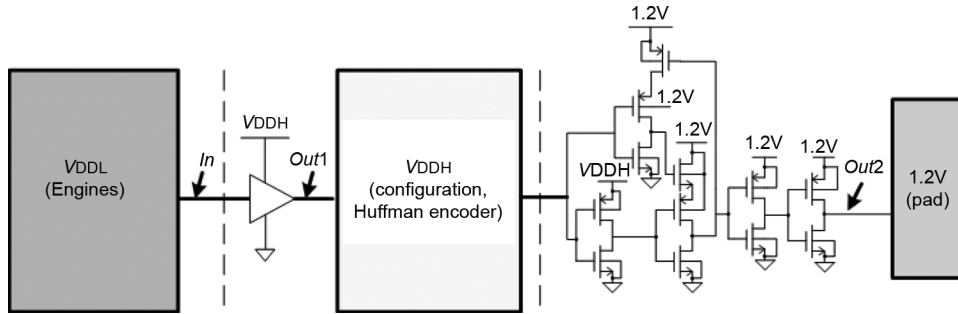 VDDL
(Engines)
In
VDDH
Out1
VDDH
(configuration,
Huffman encoder)
1.2V
1.2V
1.2V
VDDH
1.2V
1.2V
Out2
1.2V
(pad)